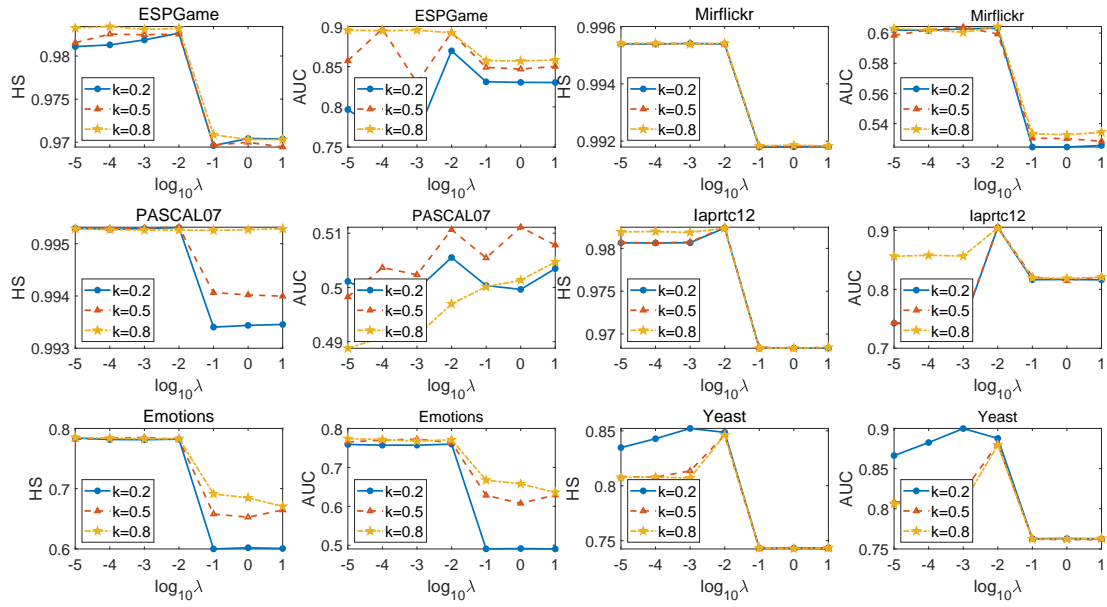 ESPGame
HS
0.98
0.975
0.97
k=0.2
k=0.5
k=0.8
-5 -4 -3 -2 -1 0 1
log10λ
ESPGame
AUC
0.9
0.85
0.8
0.75
k=0.2
k=0.5
k=0.8
-5 -4 -3 -2 -1 0 1
log10λ
Mirflickr
HS
0.996
0.994
0.992
k=0.2
k=0.5
k=0.8
-5 -4 -3 -2 -1 0 1
log10λ
Mirflickr
AUC
0.6
0.58
0.56
0.54
k=0.2
k=0.5
k=0.8
-5 -4 -3 -2 -1 0 1
log10λ
PASCAL07
HS
0.995
0.994
0.993
k=0.2
k=0.5
k=0.8
-5 -4 -3 -2 -1 0 1
log10λ
PASCAL07
AUC
0.51
0.5
0.49
k=0.2
k=0.5
k=0.8
-5 -4 -3 -2 -1 0 1
log10λ
Iaprtc12
HS
0.98
0.975
0.97
k=0.2
k=0.5
k=0.8
-5 -4 -3 -2 -1 0 1
log10λ
Iaprtc12
AUC
0.9
0.8
0.7
k=0.2
k=0.5
k=0.8
-5 -4 -3 -2 -1 0 1
log10λ
Emotions
HS
0.8
0.7
0.6
k=0.2
k=0.5
k=0.8
-5 -4 -3 -2 -1 0 1
log10λ
Emotions
AUC
0.8
0.7
0.6
0.5
k=0.2
k=0.5
k=0.8
-5 -4 -3 -2 -1 0 1
log10λ
Yeast
HS
0.85
0.8
0.75
k=0.2
k=0.5
k=0.8
-5 -4 -3 -2 -1 0 1
log10λ
Yeast
AUC
0.9
0.85
0.8
0.75
k=0.2
k=0.5
k=0.8
-5 -4 -3 -2 -1 0 1
log10λ